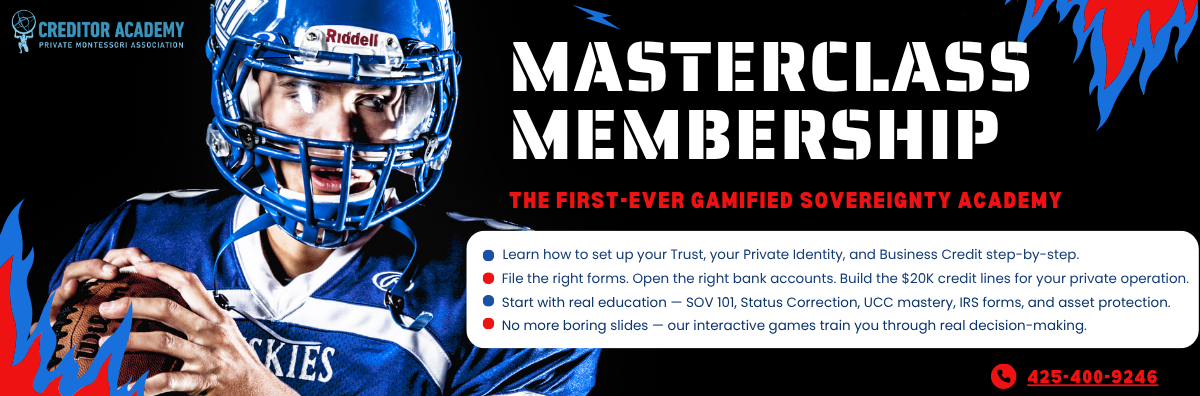 CREDITOR ACADEMY
PRIVATE MONTESSORI ASSOCIATION
Riddell
MASTERCLASS
MEMBERSHIP
THE FIRST-EVER GAMIFIED SOVEREIGNTY ACADEMY
Learn how to set up your Trust, your Private Identity, and Business Credit step-by-step.
File the right forms. Open the right bank accounts. Build the $20K credit lines for your private operation.
Start with real education — SOV 101, Status Correction, UCC mastery, IRS forms, and asset protection.
No more boring slides — our interactive games train you through real decision-making.
SKIES
425-400-9246